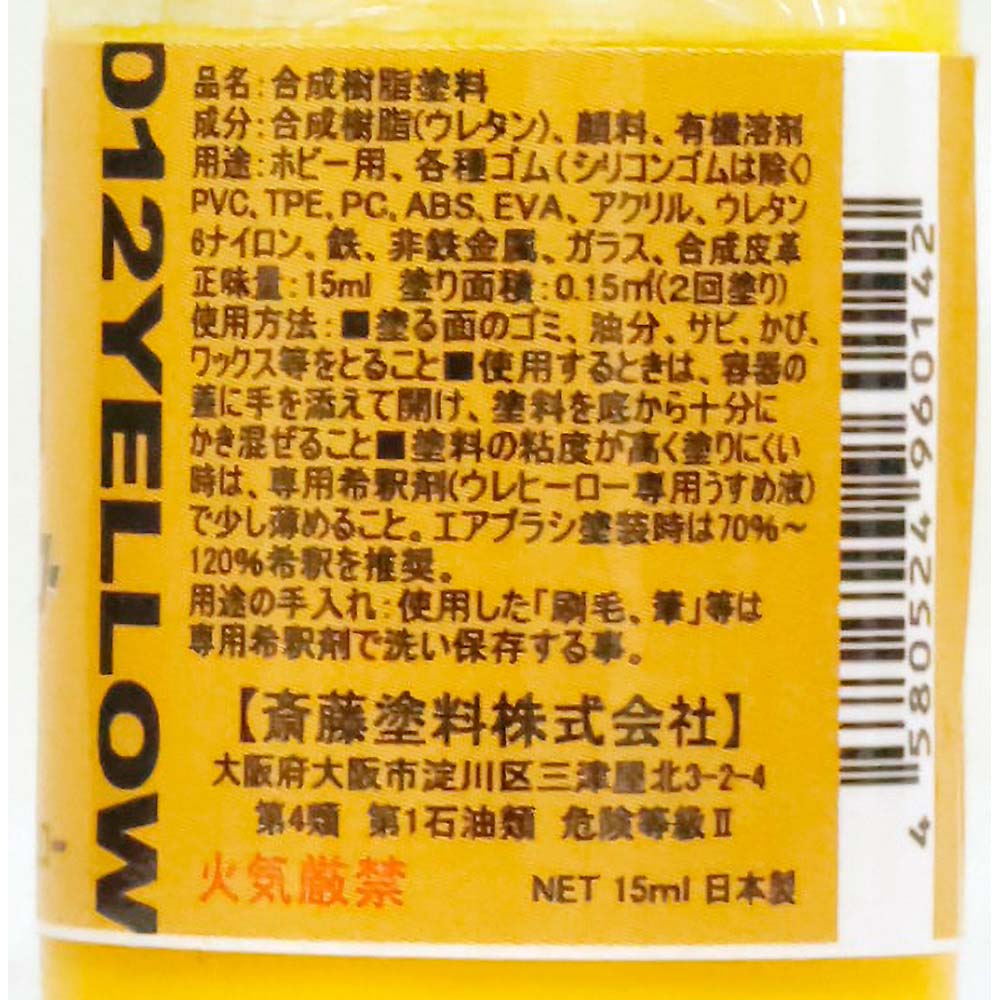 012YELLOW
品名:合成樹脂塗料
成分:合成樹脂(ウレタン)、顔料、有機溶剤
用途:ホビー用、各種ゴム(シリコンゴムは除く)
PVC、TPE、PC、ABS、EVA、アクリル、ウレタン
6ナイロン、鉄、非鉄金属、ガラス、合成皮革
正味量:15ml 塗り面積:0.15㎡(2回塗り)
使用方法:■塗る面のゴミ、油分、サビ、かび、
ワックス等をとること■使用するときは、容器の
蓋に手を添えて開け、塗料を底から十分に
かき混ぜること■塗料の粘度が高く塗りにくい
時は、専用希釈剤(ウレヒーロー専用うすめ液)
で少し薄めること。エアブラシ塗装時は70%～
120%希釈を推奨。
用途の手入れ:使用した「刷毛、筆」等は
専用希釈剤で洗い保存する事。
【斎藤塗料株式会社】
大阪府大阪市淀川区三津屋北3-2-4
第4類 第1石油類 危険等級Ⅱ
火気厳禁 NET 15ml 日本製
4580524960142